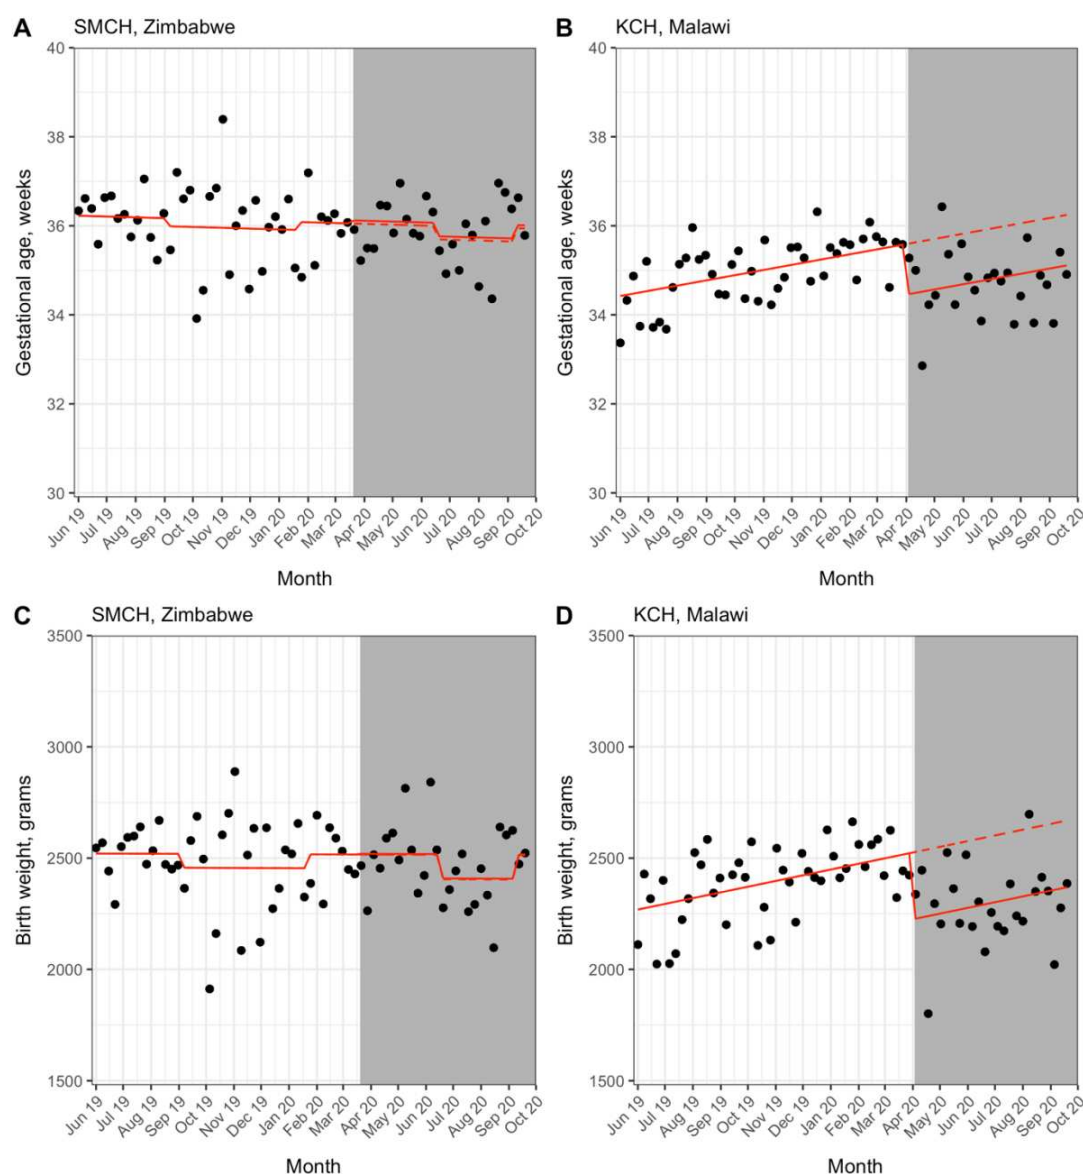 A SMCH, Zimbabwe
Gestational age, weeks
40
38
36
34
32
30
Jun 19 Jul 19 Aug 19 Sep 19 Oct 19 Nov 19 Dec 19 Jan 20 Feb 20 Mar 20 Apr 20 May 20 Jun 20 Jul 20 Aug 20 Sep 20 Oct 20
Month
B KCH, Malawi
Gestational age, weeks
40
38
36
34
32
30
Jun 19 Jul 19 Aug 19 Sep 19 Oct 19 Nov 19 Dec 19 Jan 20 Feb 20 Mar 20 Apr 20 May 20 Jun 20 Jul 20 Aug 20 Sep 20 Oct 20
Month
C SMCH, Zimbabwe
Birth weight, grams
3500
3000
2500
2000
1500
Jun 19 Jul 19 Aug 19 Sep 19 Oct 19 Nov 19 Dec 19 Jan 20 Feb 20 Mar 20 Apr 20 May 20 Jun 20 Jul 20 Aug 20 Sep 20 Oct 20
Month
D KCH, Malawi
Birth weight, grams
3500
3000
2500
2000
1500
Jun 19 Jul 19 Aug 19 Sep 19 Oct 19 Nov 19 Dec 19 Jan 20 Feb 20 Mar 20 Apr 20 May 20 Jun 20 Jul 20 Aug 20 Sep 20 Oct 20
Month